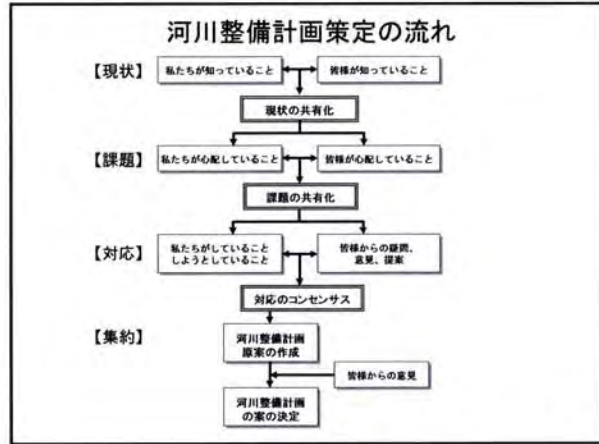 河川整備計画策定の流れ
【現状】
私たちが知っていること
皆様が知っていること
現状の共有化
【課題】
私たちが心配していること
皆様が心配していること
課題の共有化
【対応】
私たちがしていること
しようとしていること
皆様からの疑問、
意見、提案
対応のコンセンサス
【集約】
河川整備計画
原案の作成
皆様からの意見
河川整備計画
の案の決定